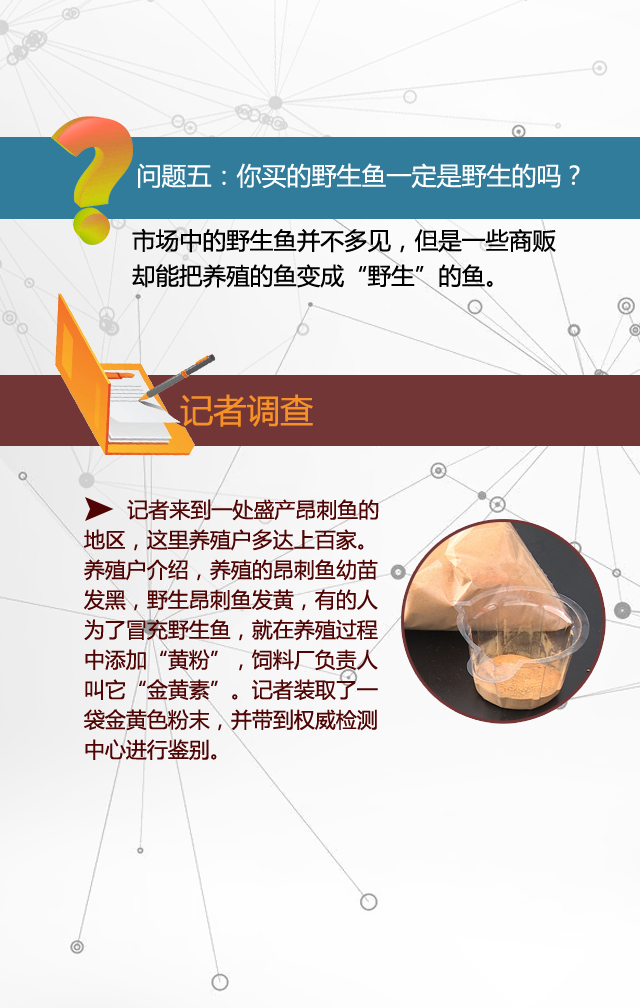 问题五：你买的野生鱼一定是野生的吗？
市场中的野生鱼并不多见，但是一些商贩
却能把养殖的鱼变成“野生”的鱼。
记者调查
记者来到一处盛产昂刺鱼的
地区，这里养殖户多达上百家。
养殖户介绍，养殖的昂刺鱼幼苗
发黑，野生昂刺鱼发黄，有的人
为了冒充野生鱼，就在养殖过程
中添加“黄粉”，饲料厂负责人
叫它“金黄素”。记者装取了一
袋金黄色粉末，并带到权威检测
中心进行鉴别。